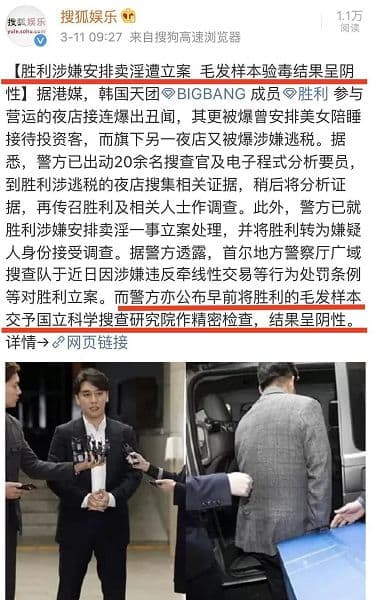 搜狐娱乐
yule.sohu.com
搜狐娱乐
1.1万
3-11 09:27 来自搜狗高速浏览器
阅读
【胜利涉嫌安排卖淫遭立案 毛发样本验毒结果呈阴
性】据港媒，韩国天团BIGBANG 成员胜利 参与
营运的夜店接连爆出丑闻，其更被爆曾安排美女陪睡
接待投资客，而旗下另一夜店又被爆涉嫌逃税。据
悉，警方已出动20余名搜查官及电子程式分析要员，
到胜利涉逃税的夜店搜集相关证据，稍后将分析证
据，再传召胜利及相关人士作调查。此外，警方已就
胜利涉嫌安排卖淫一事立案处理，并将胜利转为嫌疑
人身份接受调查。据警方透露，首尔地方警察厅广域
搜查队于近日因涉嫌违反牵线性交易等行为处罚条例
等对胜利立案。而警方亦公布早前将胜利的毛发样本
交予国立科学搜查研究院作精密检查，结果呈阴性。
详情→网页链接